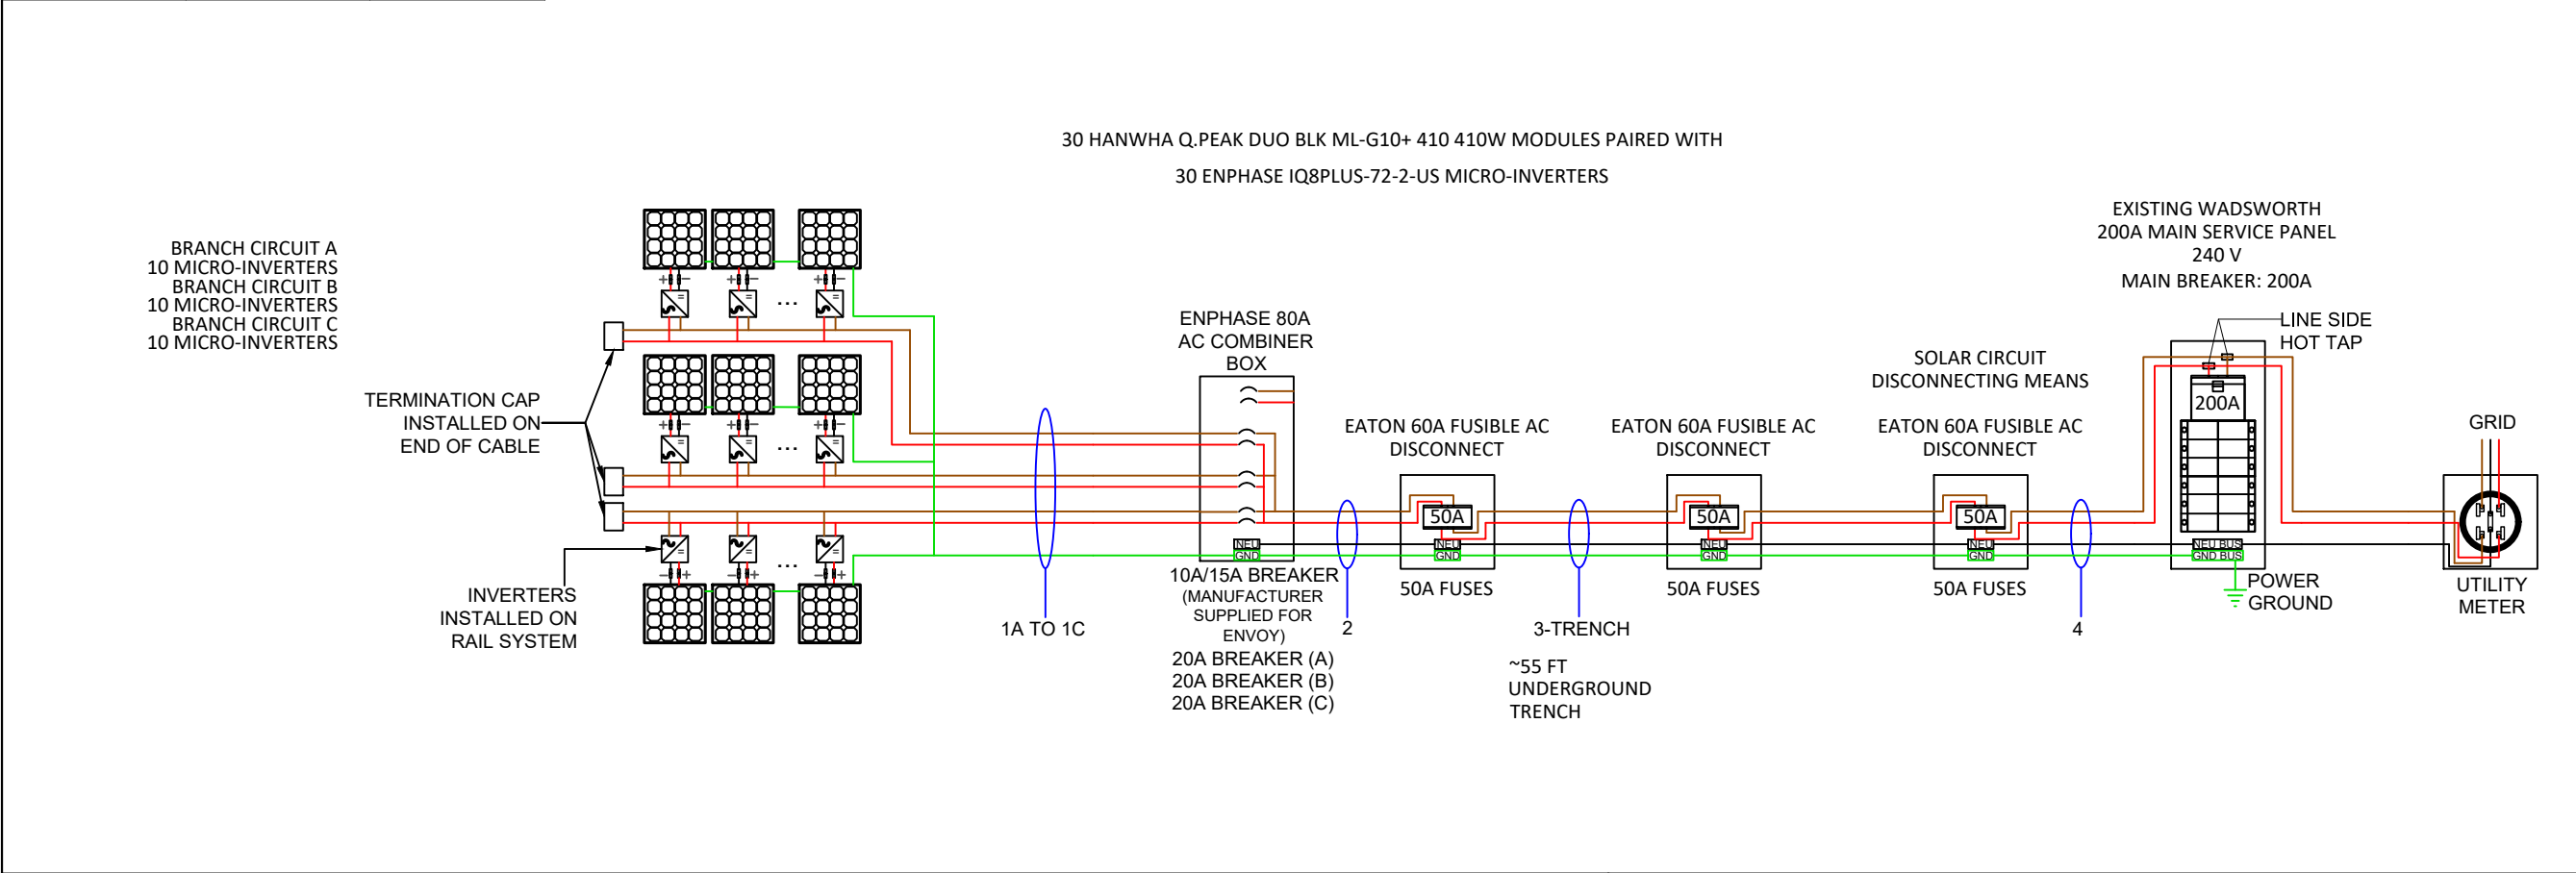 30 HANWHA Q.PEAK DUO BLK ML-G10+ 410 410W MODULES PAIRED WITH
30 ENPHASE IQ8PLUS-72-2-US MICRO-INVERTERS
BRANCH CIRCUIT A
10 MICRO-INVERTERS
BRANCH CIRCUIT B
10 MICRO-INVERTERS
BRANCH CIRCUIT C
10 MICRO-INVERTERS
TERMINATION CAP
INSTALLED ON
END OF CABLE
INVERTERS
INSTALLED ON
RAIL SYSTEM
1A TO 1C
ENPHASE 80A
AC COMBINER
BOX
NEU
GND
10A/15A BREAKER
(MANUFACTURER
SUPPLIED FOR
ENVOY)
20A BREAKER (A)
20A BREAKER (B)
20A BREAKER (C)
2
EATON 60A FUSIBLE AC
DISCONNECT
50A
NEU
GND
50A FUSES
3-TRENCH
~55 FT
UNDERGROUND
TRENCH
EATON 60A FUSIBLE AC
DISCONNECT
50A
NEU
GND
50A FUSES
SOLAR CIRCUIT
DISCONNECTING MEANS
EATON 60A FUSIBLE AC
DISCONNECT
50A
NEU
GND
50A FUSES
4
EXISTING WADSWORTH
200A MAIN SERVICE PANEL
240 V
MAIN BREAKER: 200A
LINE SIDE
HOT TAP
200A
NEU BUS
GND BUS
POWER
GROUND
GRID
UTILITY
METER